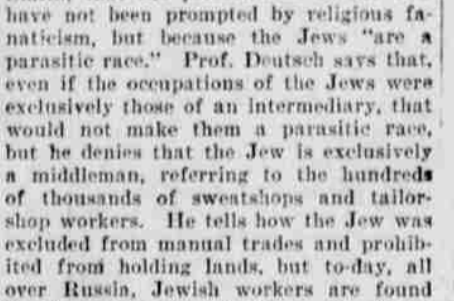 have not been prompted by religious fa-
naticism, but because the Jews "are a
parasitic race." Prof. Deutsch says that,
even if the occupations of the Jews were
exclusively those of an intermediary, that
would not make them a parasitic race,
but he denies that the Jew is exclusively
a middleman, referring to the hundreds
of thousands of sweatshops and tailor-
shop workers. He tells how the Jew was
excluded from manual trades and prohib-
ited from holding lands, but to-day, all
over Russia, Jewish workers are found